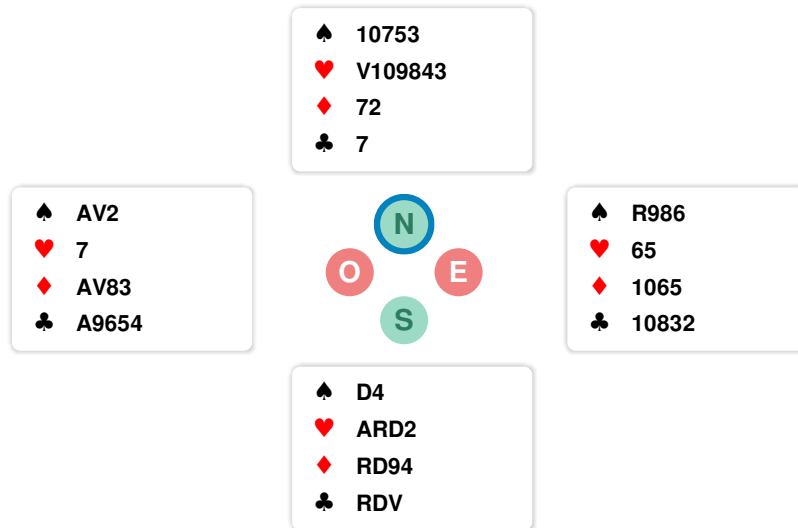 ♠ 10753
♥ V109843
♦ 72
♣ 7
♠ AV2
♥ 7
♦ AV83
♣ A9654
N
O
E
S
♠ R986
♥ 65
♦ 1065
♣ 10832
♠ D4
♥ ARD2
♦ RD94
♣ RDV